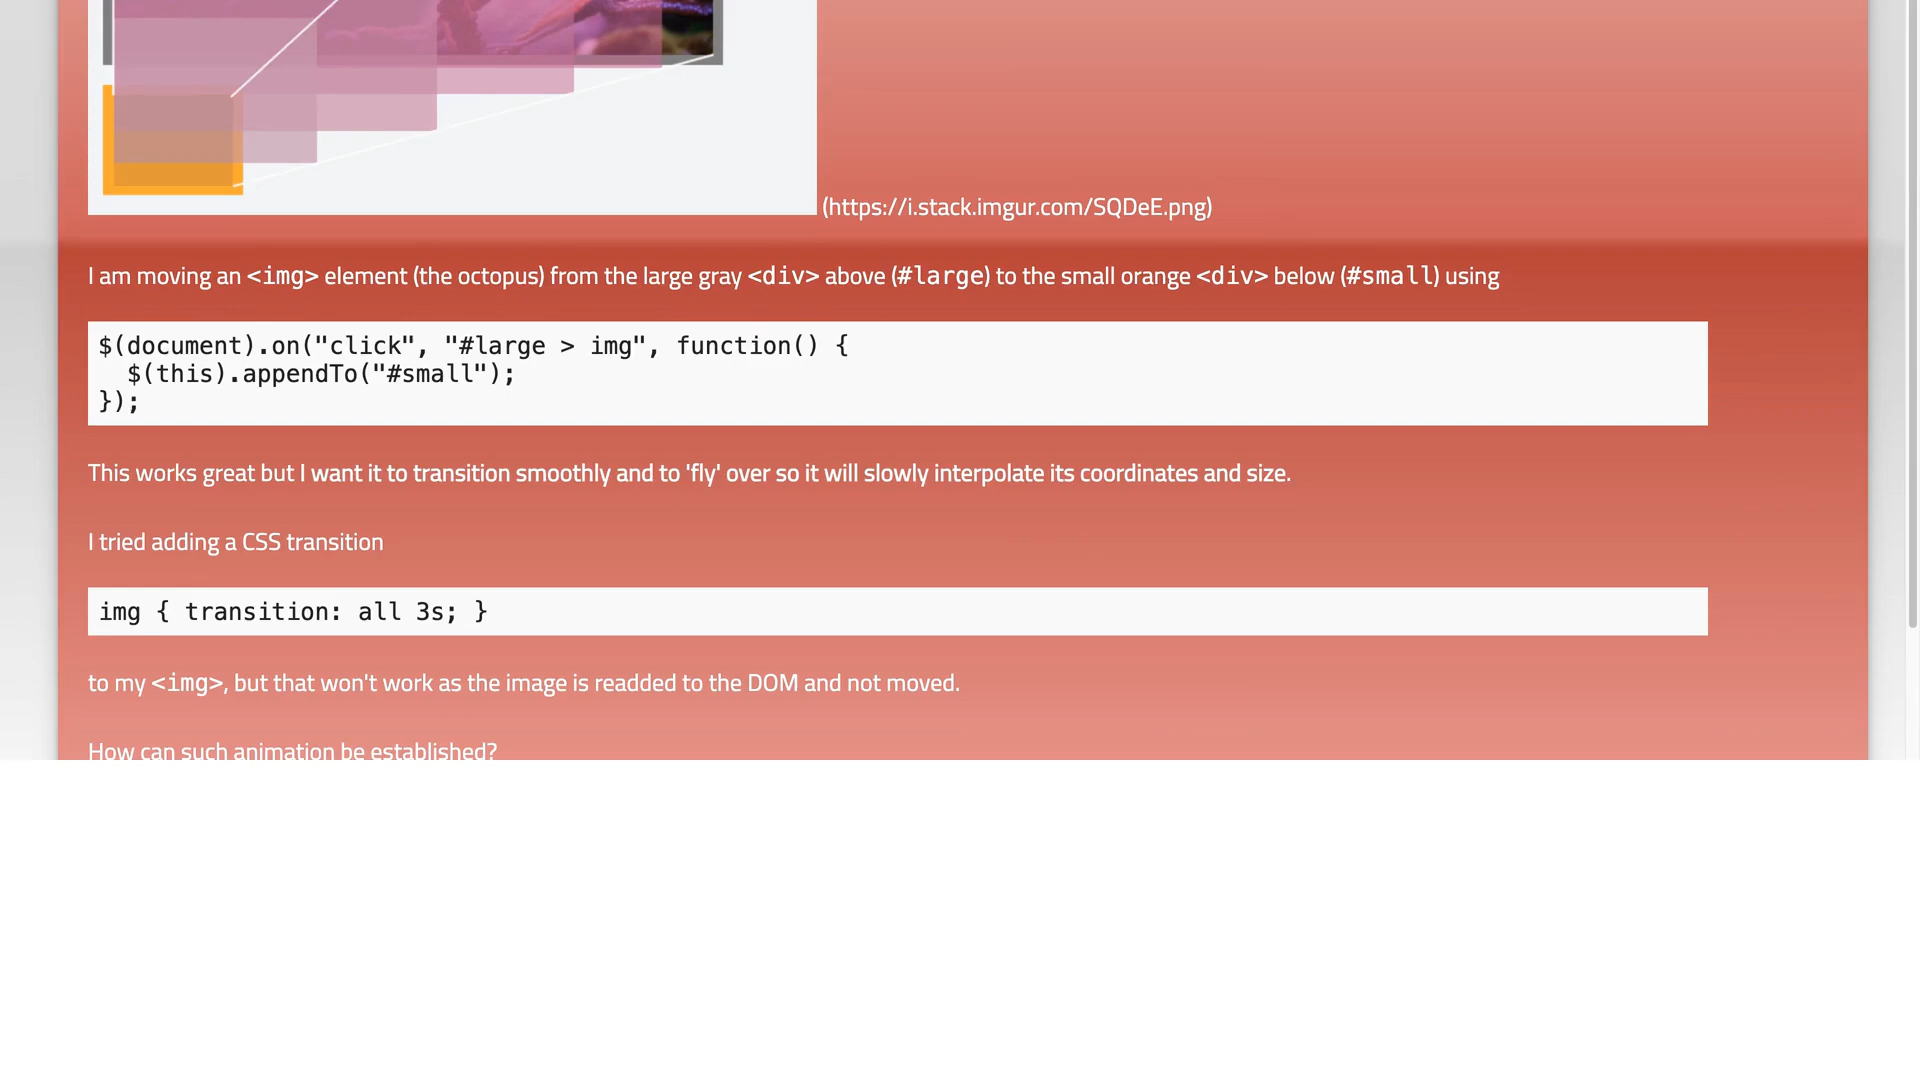 (https://i.stack.imgur.com/SQDeE.png)
I am moving an <img> element (the octopus) from the large gray <div> above (#large) to the small orange <div> below (#small) using
$(document).on("click", "#large > img", function() {
  $(this).appendTo("#small");
});
This works great but I want it to transition smoothly and to 'fly' over so it will slowly interpolate its coordinates and size.
I tried adding a CSS transition
img { transition: all 3s; }
to my <img>, but that won't work as the image is readded to the DOM and not moved.
How can such animation be established?